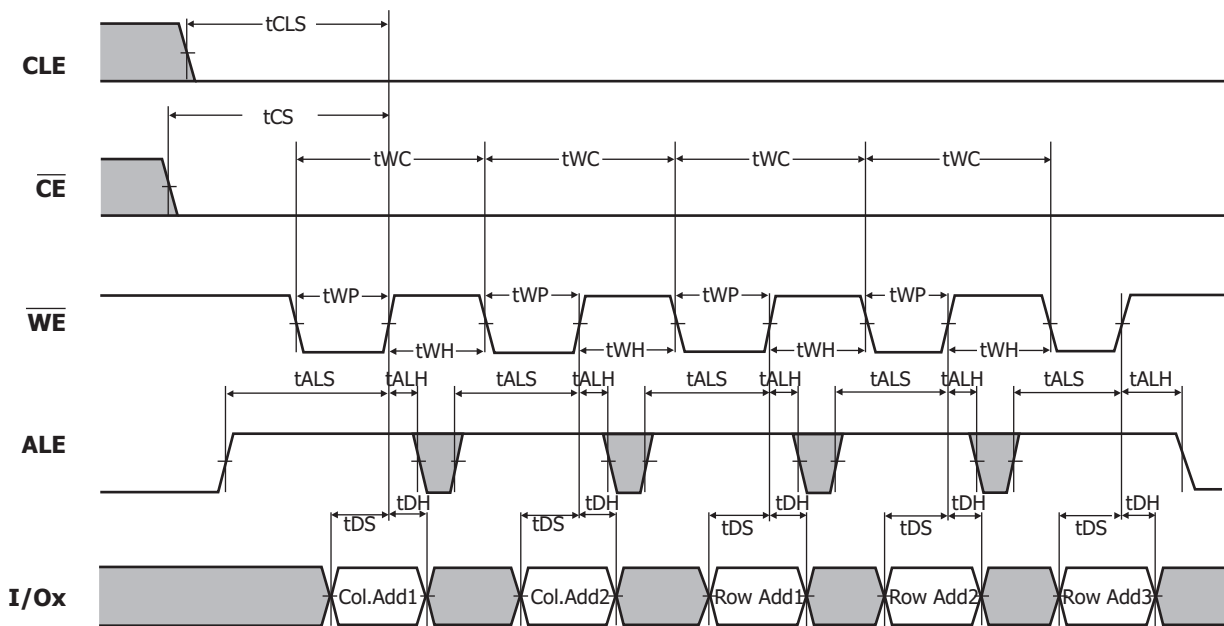 tCLS
CLE
tCS
tWC tWC tWC tWC
CE
tWP tWP tWP tWP
WE
tWH tWH tWH tWH
tALS tALH tALS tALH tALS tALH tALS tALH tALS tALH
ALE
tDH tDH tDH tDH tDH
tDS tDS tDS tDS tDS
I/Ox Col.Add1 Col.Add2 Row Add1 Row Add2 Row Add3